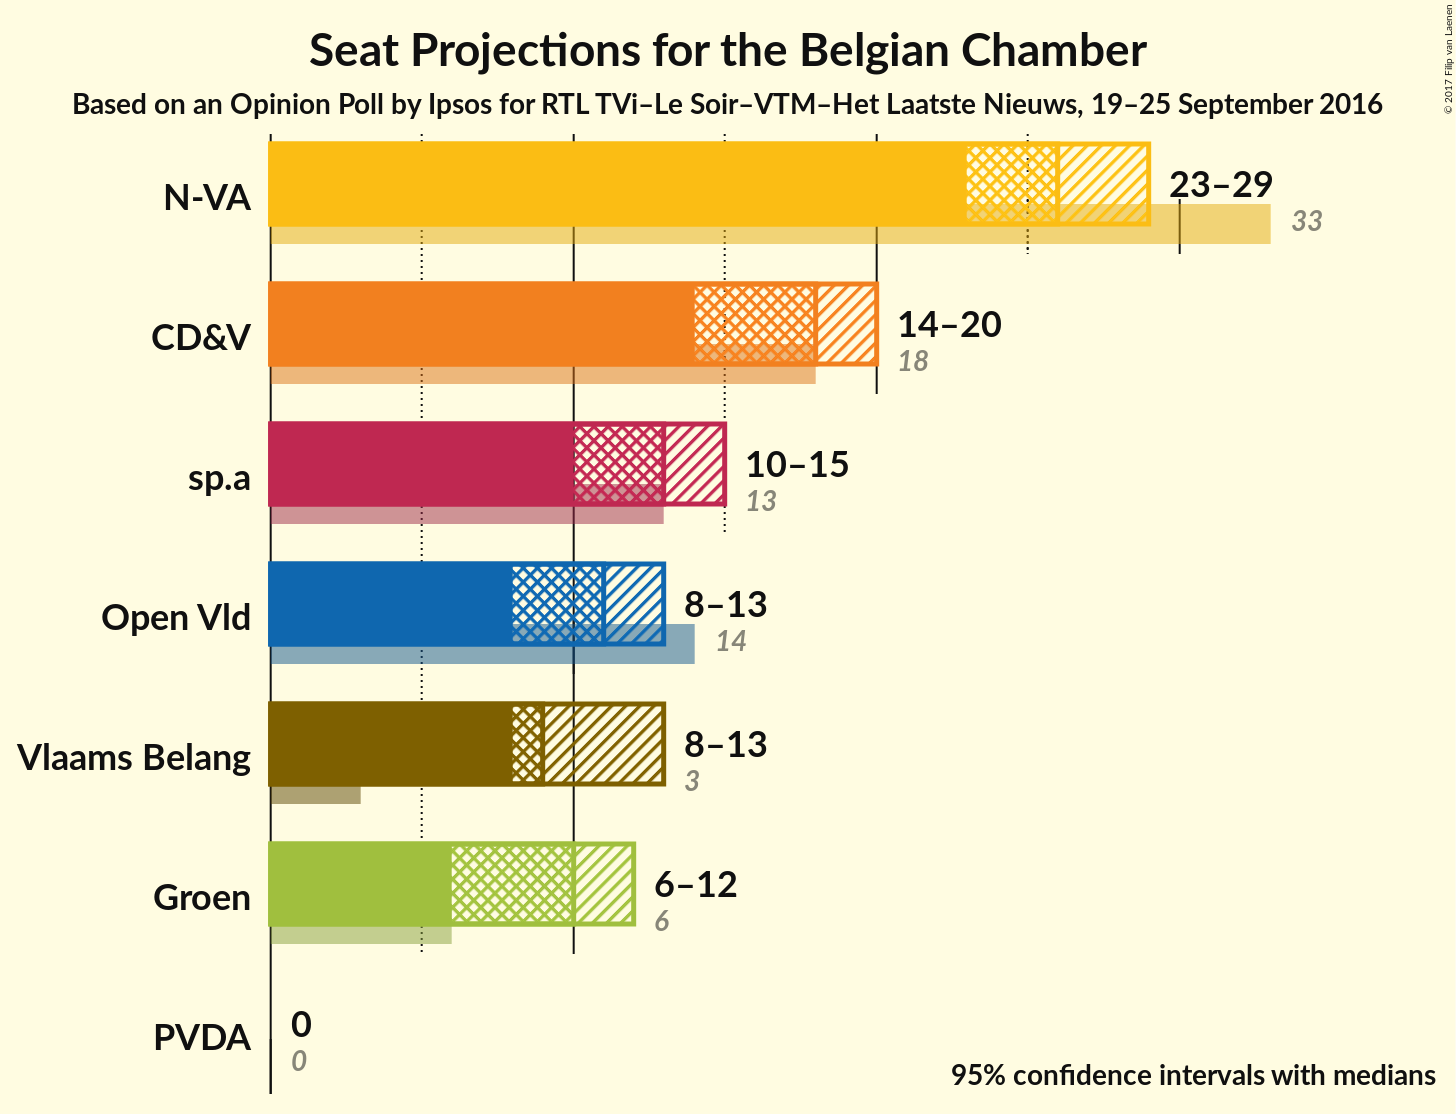 Seat Projections for the Belgian Chamber
Based on an Opinion Poll by Ipsos for RTL TVi–Le Soir–VTM–Het Laatste Nieuws, 19–25 September 2016
© 2017 Filip van Laenen
N-VA
23–29
33
CD&V
14–20
18
sp.a
10–15
13
Open Vld
8–13
14
Vlaams Belang
8–13
3
Groen
6–12
6
PVDA
0
0
95% confidence intervals with medians